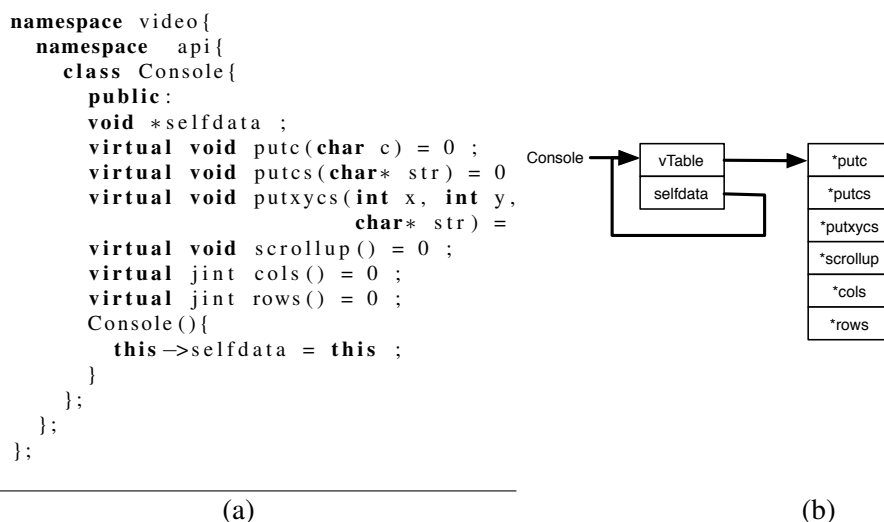 namespace video{
namespace api{
class Console{
public:
void *selfdata ;
virtual void putc(char c) = 0 ;
virtual void putcs(char* str) = 0
virtual void putxycs(int x, int y,
char* str) =
virtual void scrollup() = 0 ;
virtual jint cols() = 0 ;
virtual jint rows() = 0 ;
Console(){
this->selfdata = this ;
}
};
};
};
(a)
Console
vTable
selfdata
*putc
*putcs
*putxycs
*scrollup
*cols
*rows
(b)